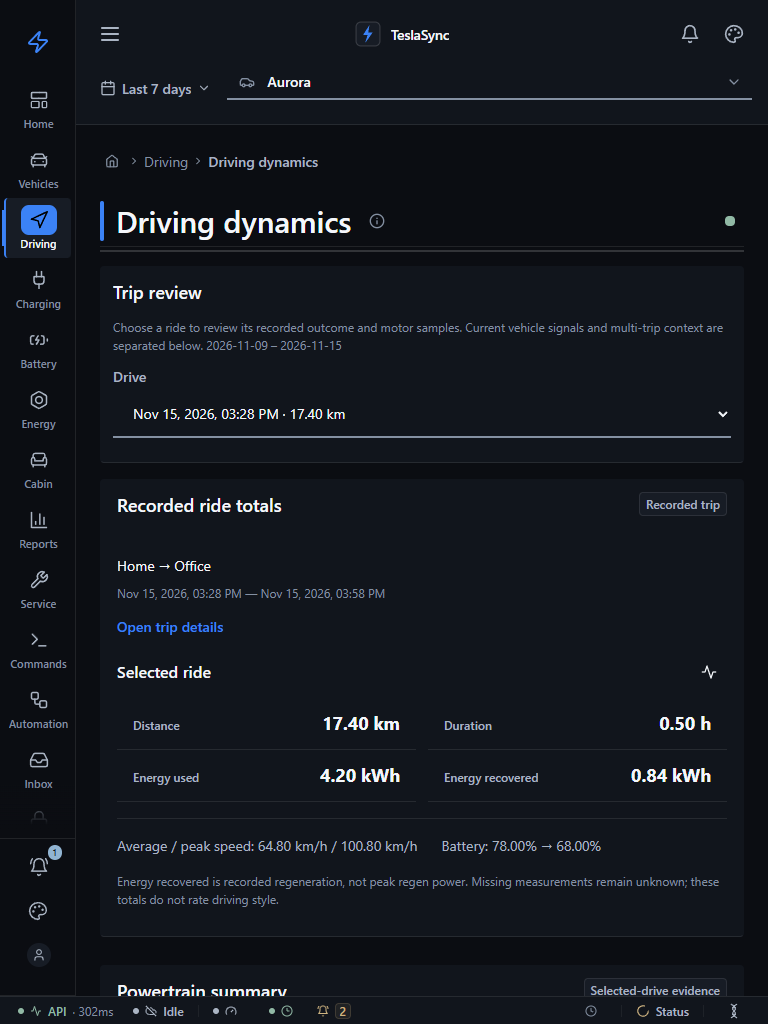 TeslaSync
Last 7 days
Aurora
Home
Vehicles
Driving
Charging
Battery
Energy
Cabin
Reports
Service
Commands
Automation
Inbox
1
Driving
Driving dynamics
Driving dynamics
Trip review
Choose a ride to review its recorded outcome and motor samples. Current vehicle signals and multi-trip context are
separated below. 2026-11-09 – 2026-11-15
Drive
Nov 15, 2026, 03:28 PM · 17.40 km
Recorded ride totals
Recorded trip
Home → Office
Nov 15, 2026, 03:28 PM — Nov 15, 2026, 03:58 PM
Open trip details
Selected ride
Distance 17.40 km
Duration 0.50 h
Energy used 4.20 kWh
Energy recovered 0.84 kWh
Average / peak speed: 64.80 km/h / 100.80 km/h
Battery: 78.00% → 68.00%
Energy recovered is recorded regeneration, not peak regen power. Missing measurements remain unknown; these
totals do not rate driving style.
Powertrain summary
Selected-drive evidence
API · 302ms
Idle
2
Status